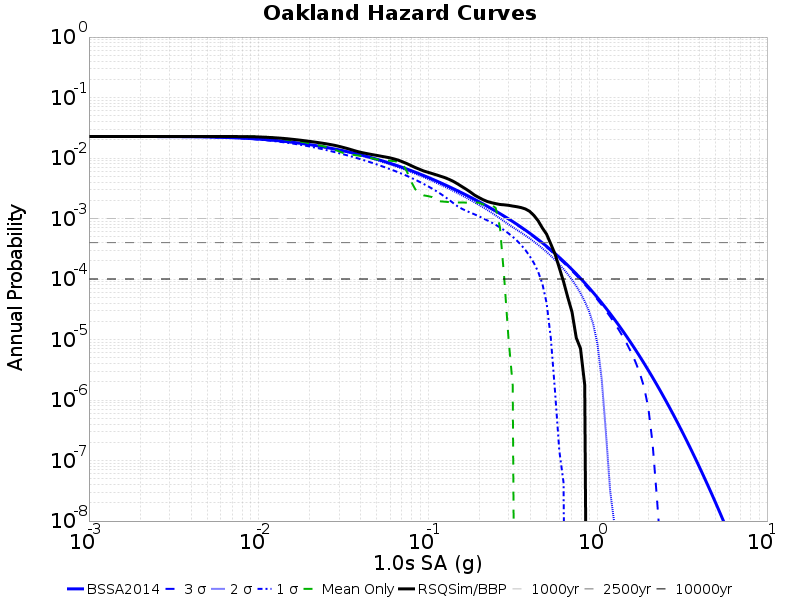 Oakland Hazard Curves
10^0
10^-1
10^-2
10^-3
10^-4
10^-5
10^-6
10^-7
10^-8
Annual Probability
10^-3 10^-2 10^-1 10^0 10^1
1.0s SA (g)
BSSA2014 3 σ 2 σ 1 σ Mean Only RSQSim/BBP 1000yr 2500yr 10000yr